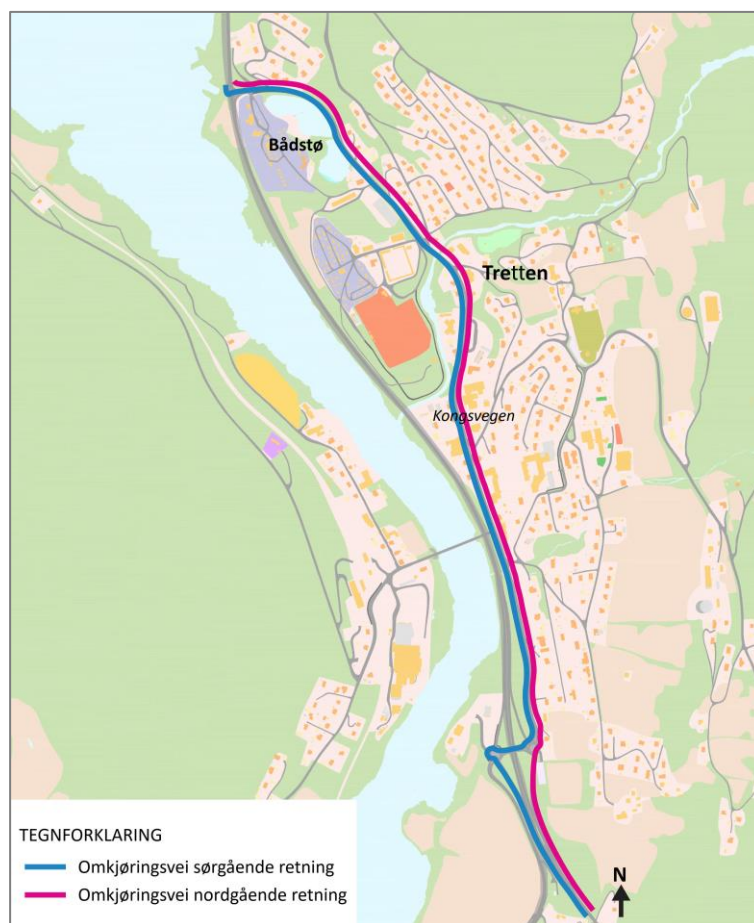 Bådstø
Tretten
Kongsvegen
TEGNFORKLARING
Omkjøringsvei sørgående retning
Omkjøringsvei nordgående retning
N